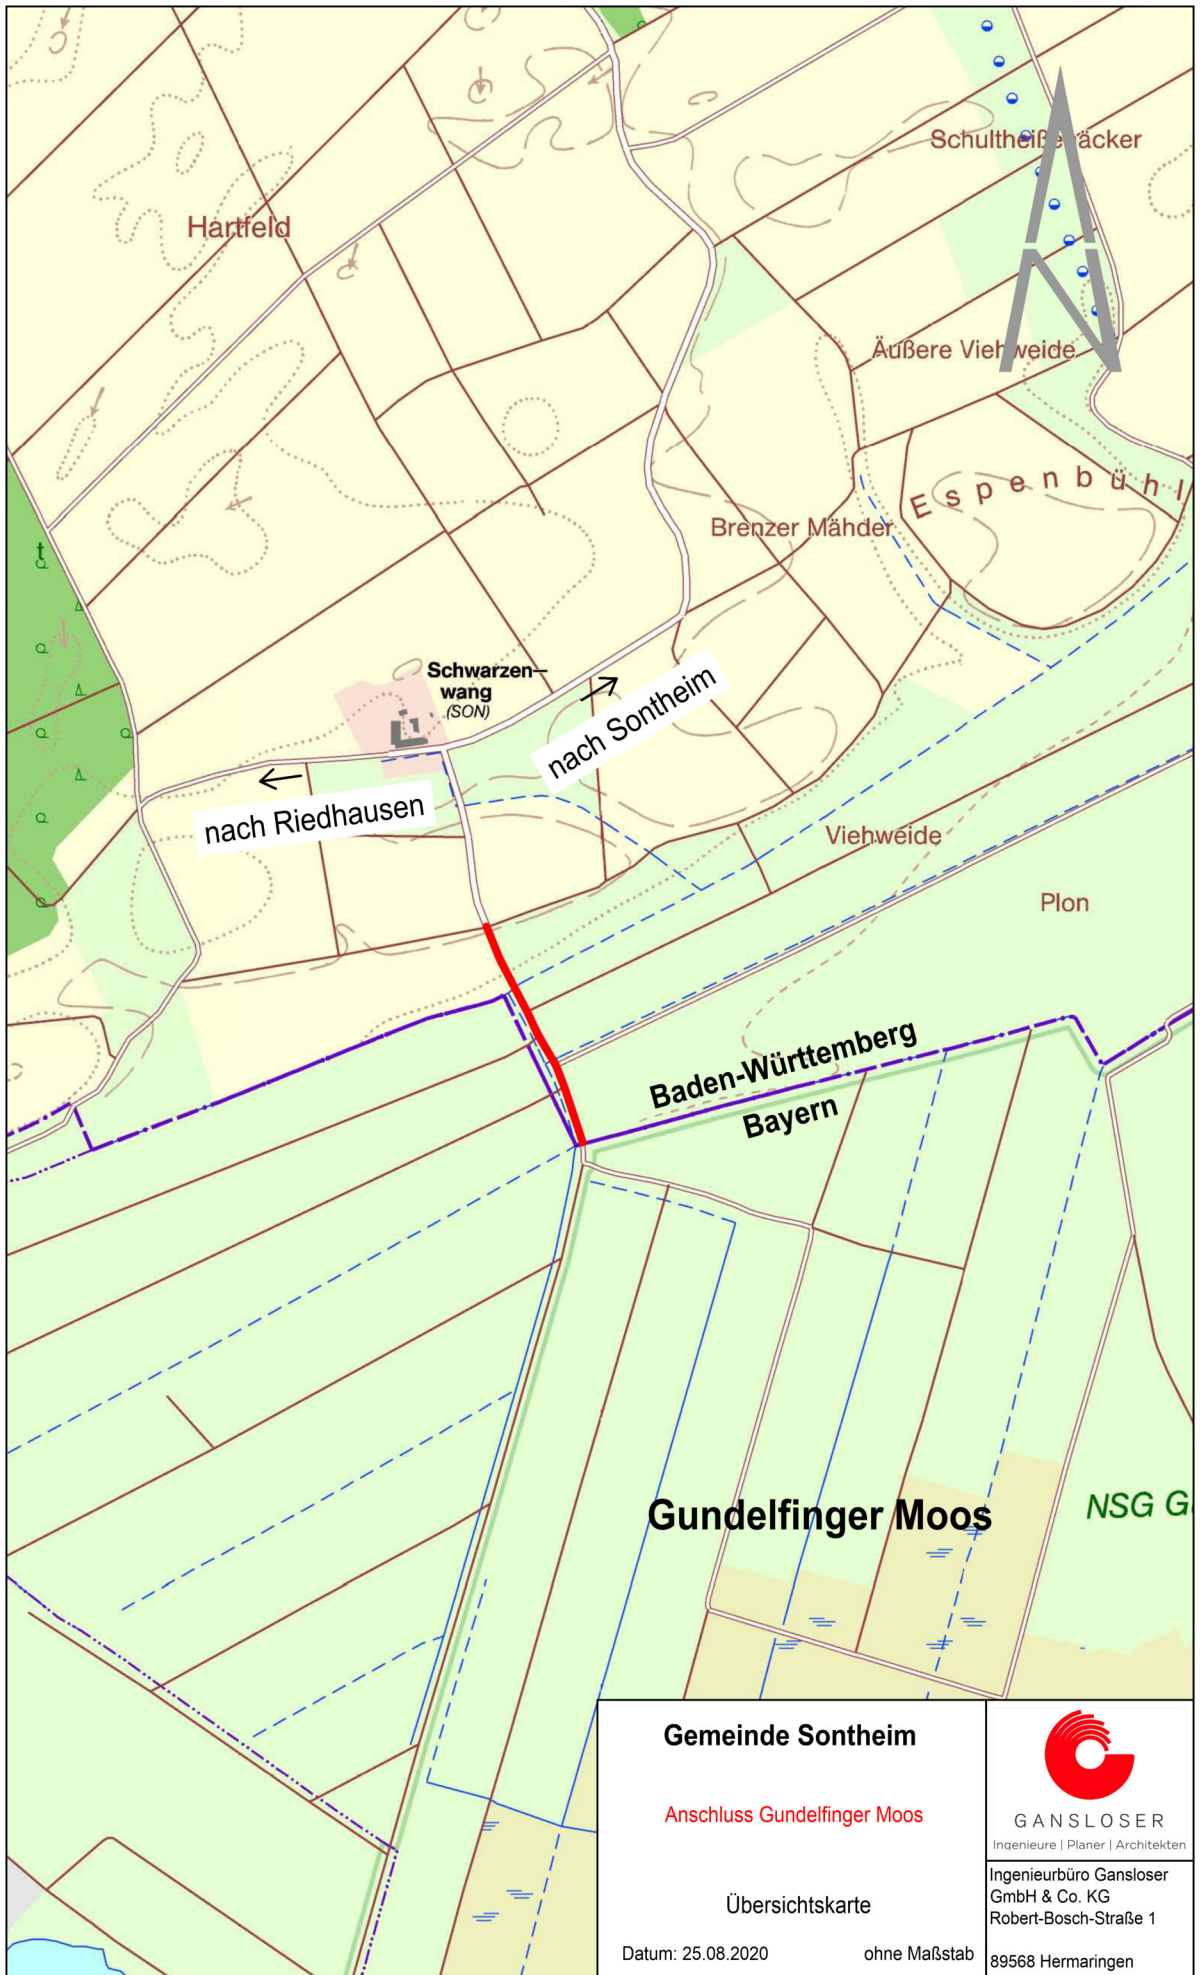 Schultheißenäcker
Hartfeld
N
Äußere Viehweide
Espenbühl
Brenzer Mähder
t
Schwarzen–
wang
(SON)
nach Sontheim
nach Riedhausen
Viehweide
Plon
Baden-Württemberg
Bayern
Gundelfinger Moos
NSG G
Gemeinde Sontheim
Anschluss Gundelfinger Moos
Übersichtskarte
Datum: 25.08.2020
ohne Maßstab
GANSLOSER
Ingenieure | Planer | Architekten
Ingenieurbüro Gansloser
GmbH & Co. KG
Robert-Bosch-Straße 1
89568 Hermaringen